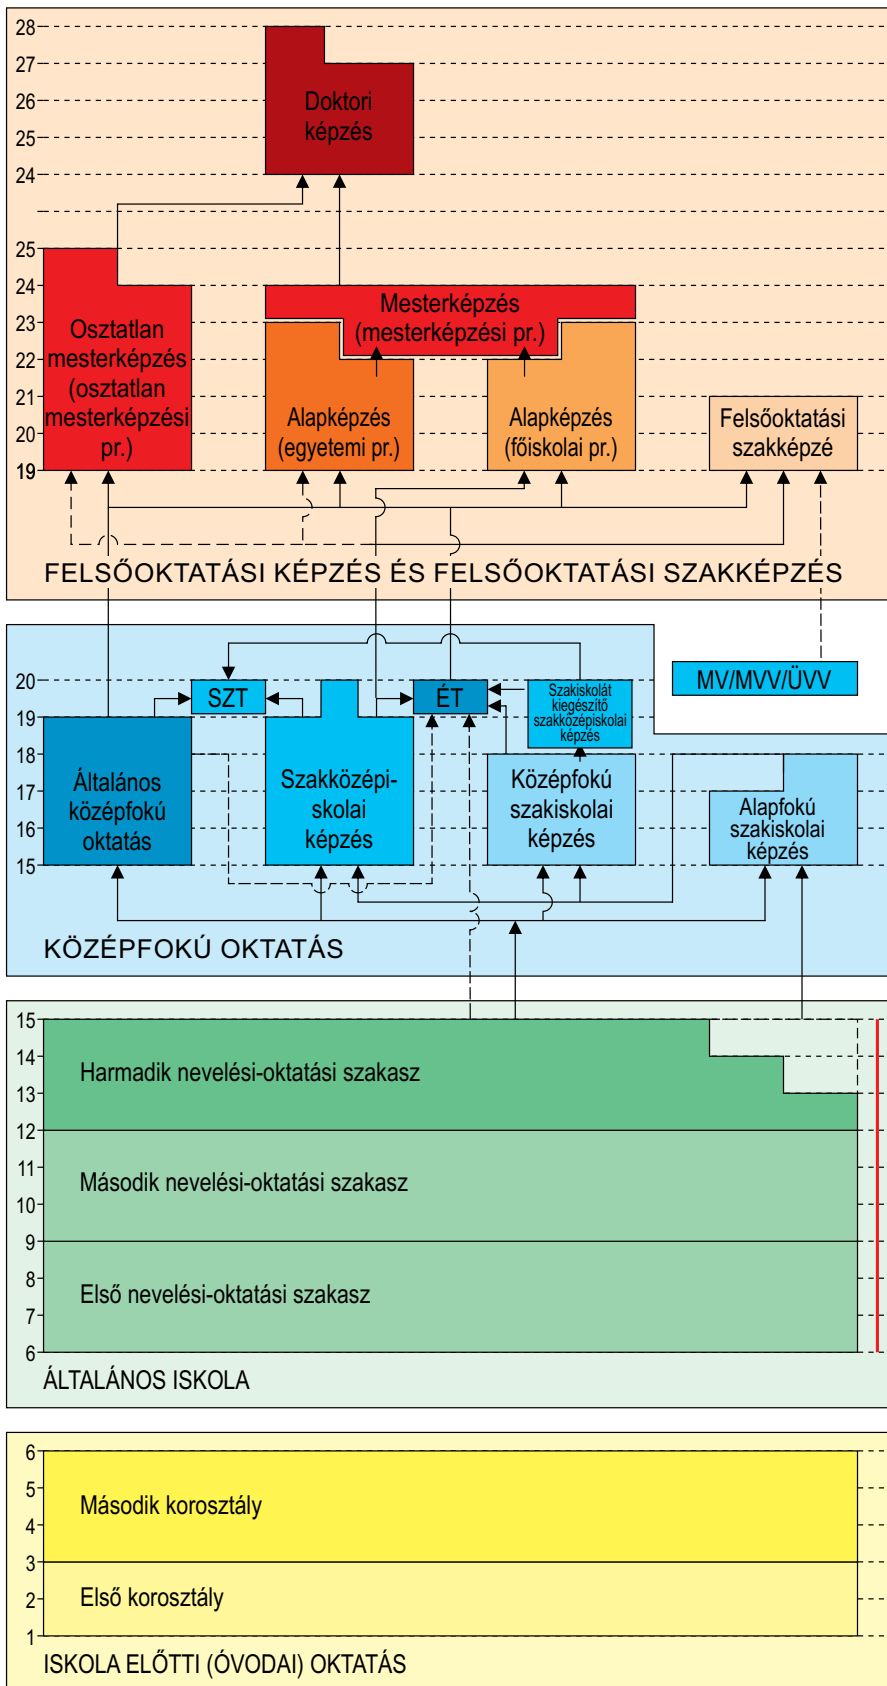 28
27
26
25
24
Doktori
képzés
25
24
23
22
21
20
19
Osztatlan
mesterképzés
(osztatlan
mesterképzési
pr.)
Mesterképzés
(mesterképzési pr.)
Alapképzés
(egyetemi pr.)
Alapképzés
(főiskolai pr.)
Felsőoktatási
szakképzé
FELSŐOKTATÁSI KÉPZÉS ÉS FELSŐOKTATÁSI SZAKKÉPZÉS
MV/MVV/ÜVV
20
19
18
17
16
15
SZT
ÉT
Szakiskolát
kiegészítő
szakközépiskolai
képzés
Általános
középfokú
oktatás
Szakközépi-
skolai
képzés
Középfokú
szakiskolai
képzés
Alapfokú
szakiskolai
képzés
KÖZÉPFOKÚ OKTATÁS
15
14
13
12
11
10
9
8
7
6
Harmadik nevelési-oktatási szakasz
Második nevelési-oktatási szakasz
Első nevelési-oktatási szakasz
ÁLTALÁNOS ISKOLA
6
5
4
3
2
1
Második korosztály
Első korosztály
ISKOLA ELŐTTI (ÓVODAI) OKTATÁS